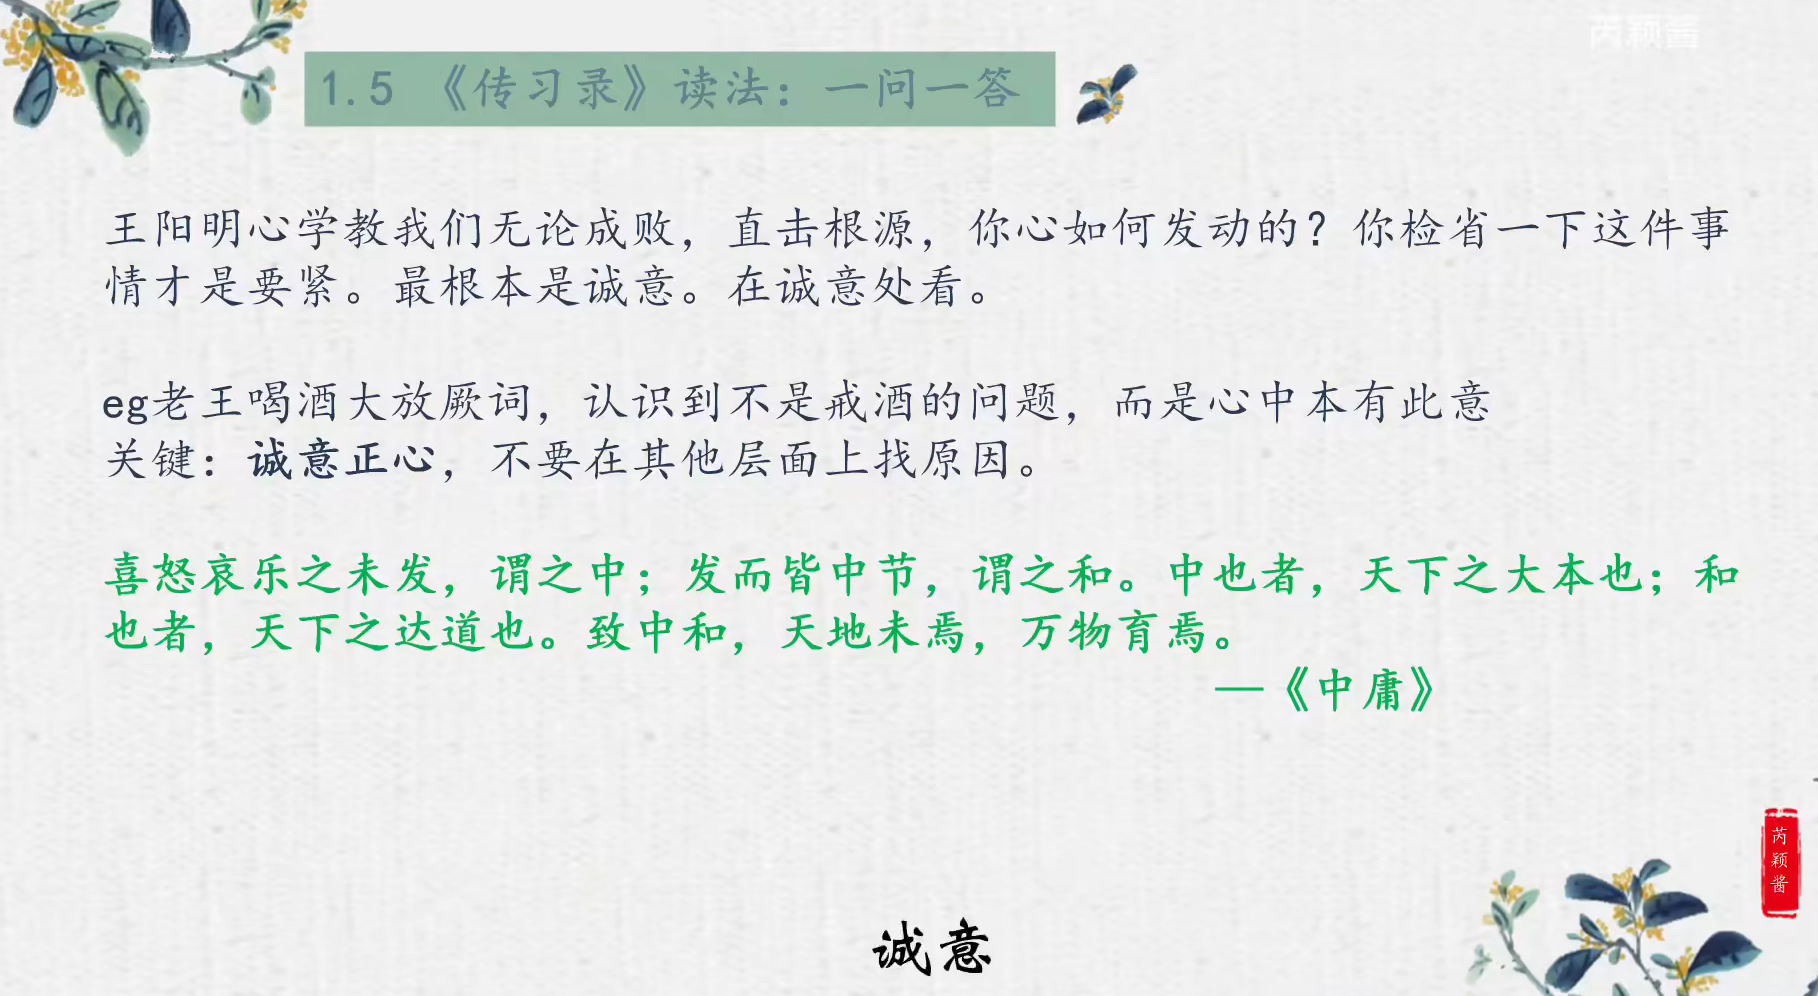 芮颖酱
1.5 《传习录》读法：一问一答
王阳明心学教我们无论成败，直击根源，你心如何发动的？你检省一下这件事
情才是要紧。最根本是诚意。在诚意处看。
eg老王喝酒大放厥词，认识到不是戒酒的问题，而是心中本有此意
关键：诚意正心，不要在其他层面上找原因。
喜怒哀乐之未发，谓之中；发而皆中节，谓之和。中也者，天下之大本也；和
也者，天下之达道也。致中和，天地未焉，万物育焉。
—《中庸》
芮颖酱
诚意